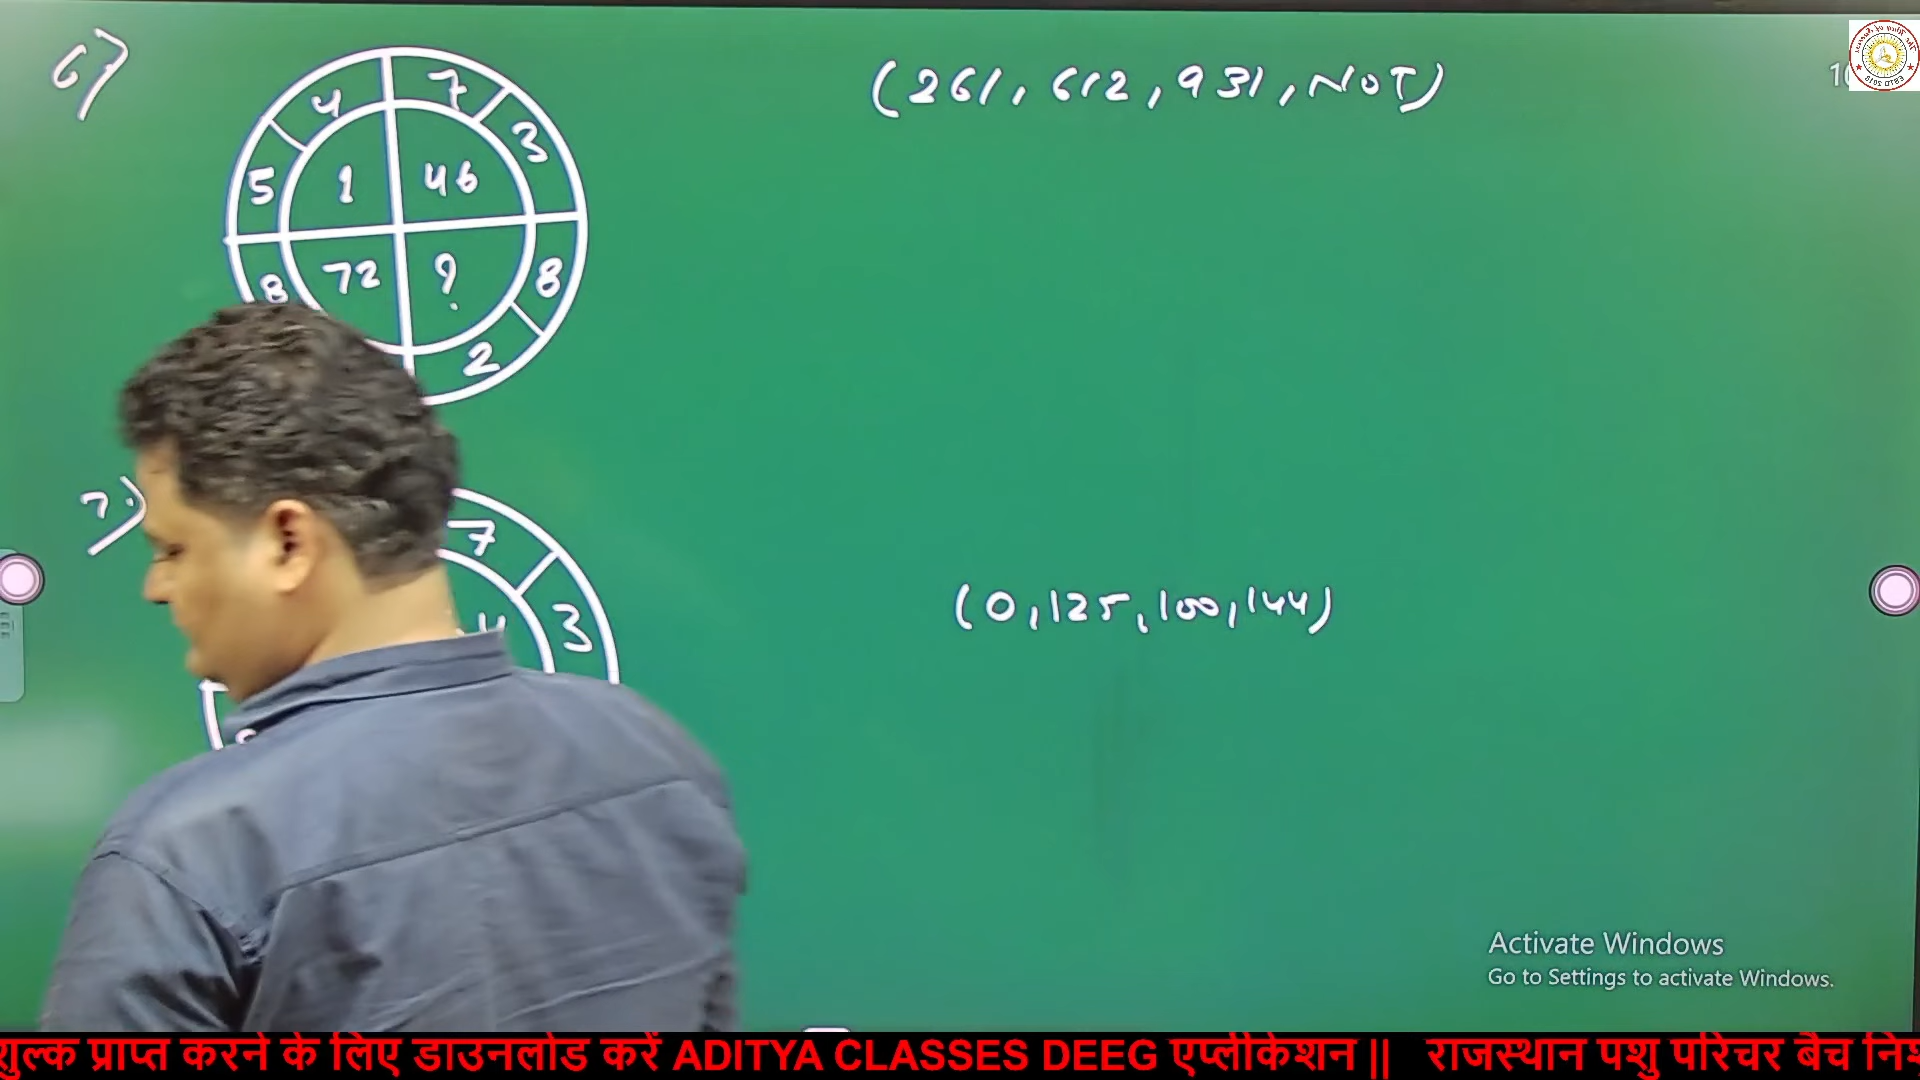 6)
4 7
5 3
1 46
72 ?
8 8
2
(261, 612, 931, NOT)
7.)
7
3
4
(0, 125, 100, 144)
Activate Windows
Go to Settings to activate Windows.
शुल्क प्राप्त करने के लिए डाउनलोड करें ADITYA CLASSES DEEG एप्लीकेशन || राजस्थान पशु परिचर बैच